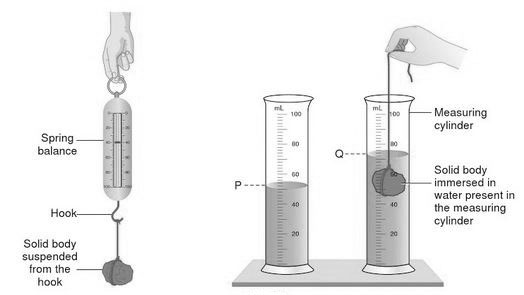 Spring
balance
Hook
Solid body
suspended
from the
hook
mL
100
80
60
40
20
P
mL
100
80
60
40
20
Q
Measuring
cylinder
Solid body
immersed in
water present in
the measuring
cylinder